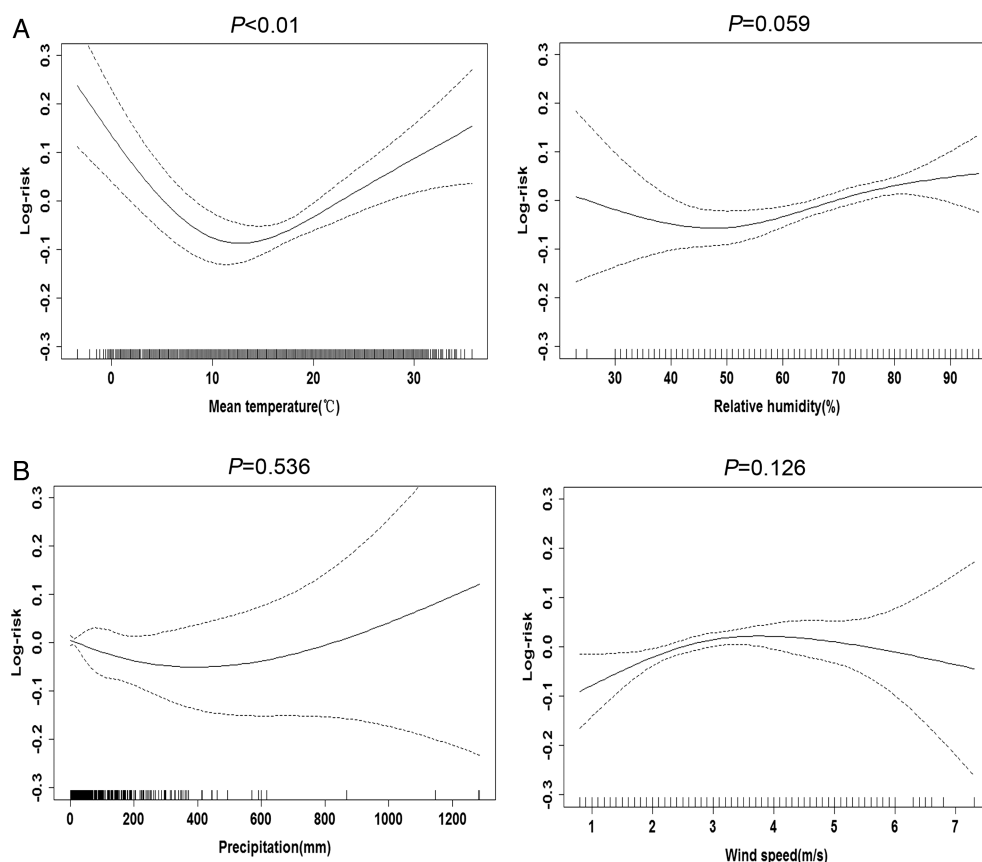 A
P<0.01
P=0.059
0.3
0.2
0.1
0.0
-0.1
-0.2
-0.3
Log-risk
0 10 20 30
Mean temperature(℃)
0.3
0.2
0.1
0.0
-0.1
-0.2
-0.3
Log-risk
30 40 50 60 70 80 90
Relative humidity(%)
B
P=0.536
P=0.126
0.3
0.2
0.1
0.0
-0.1
-0.2
-0.3
Log-risk
0 200 400 600 800 1000 1200
Precipitation(mm)
0.3
0.2
0.1
0.0
-0.1
-0.2
-0.3
Log-risk
1 2 3 4 5 6 7
Wind speed(m/s)